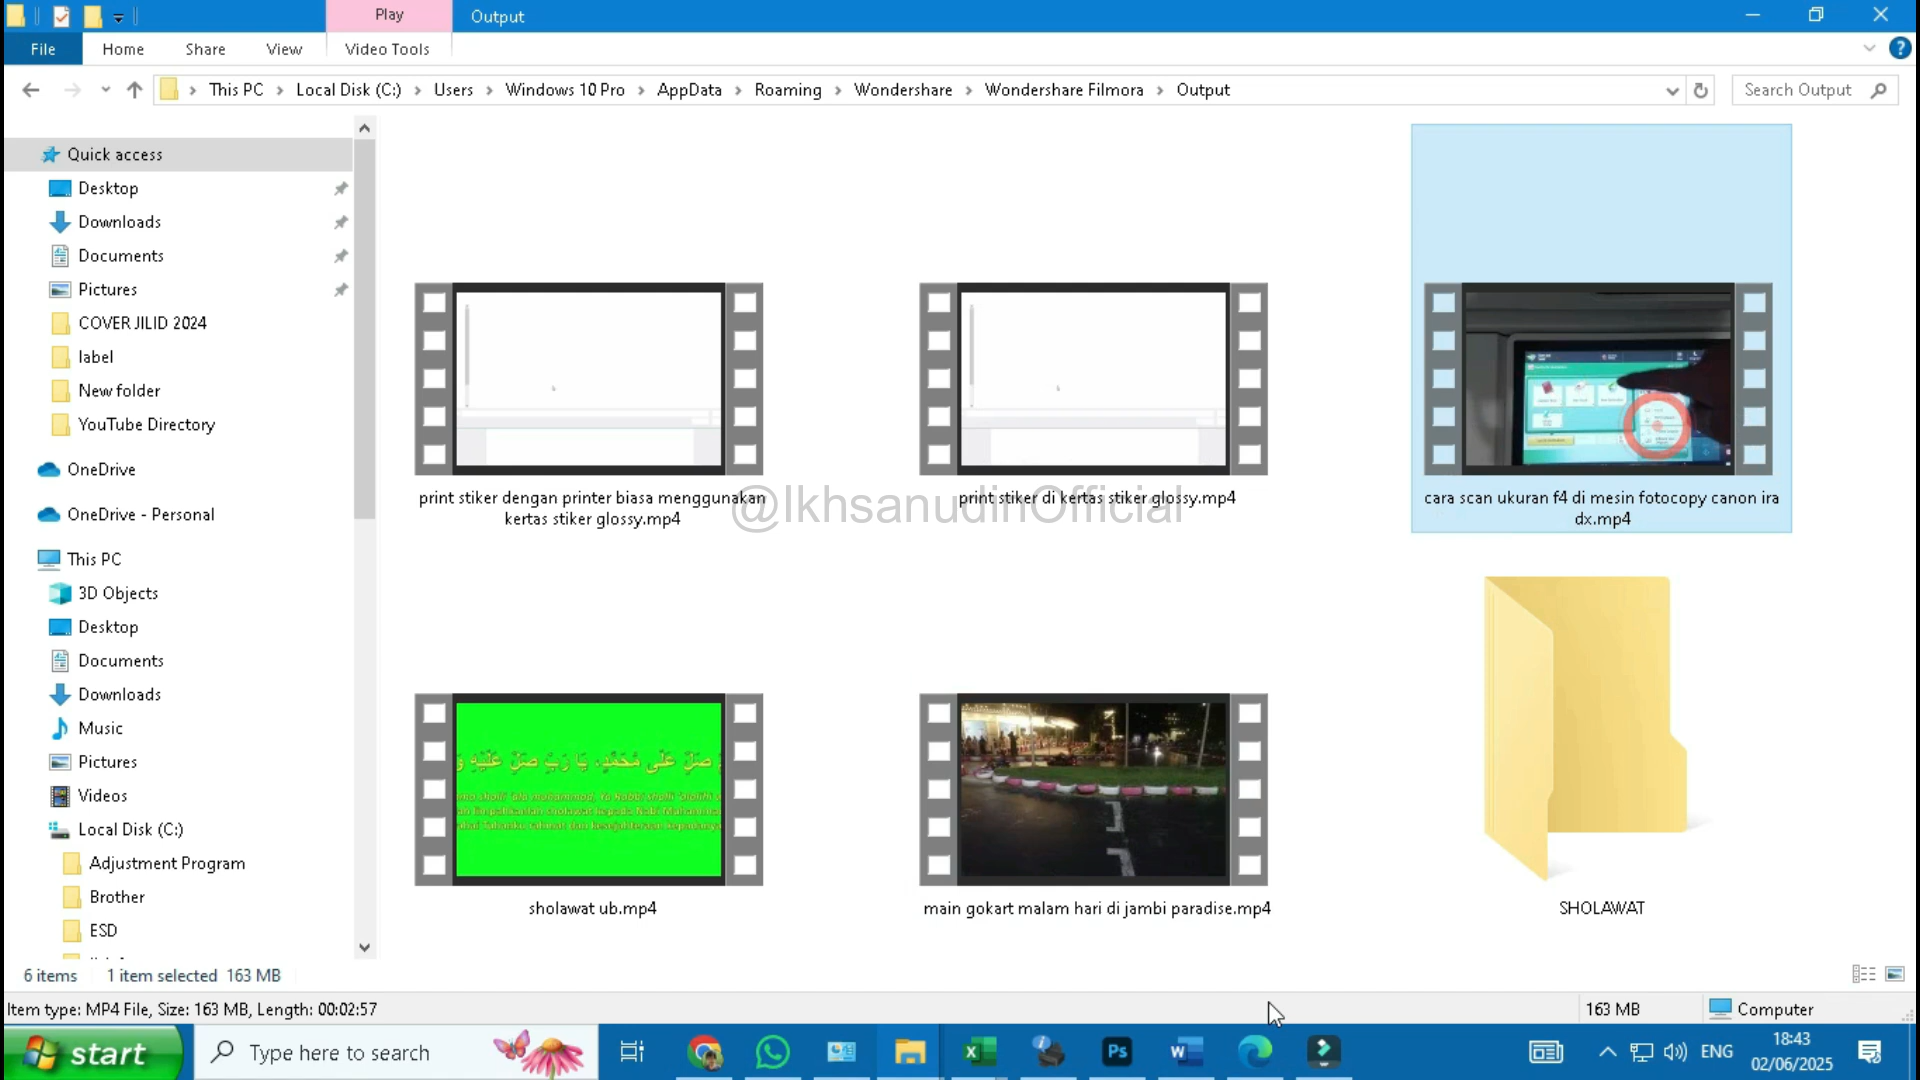 Play
Output
File
Home
Share
View
Video Tools
This PC
Local Disk (C:)
Users
Windows 10 Pro
AppData
Roaming
Wondershare
Wondershare Filmora
Output
Search Output
Quick access
Desktop
Downloads
Documents
Pictures
COVER JILID 2024
label
New folder
YouTube Directory
OneDrive
OneDrive - Personal
This PC
3D Objects
Desktop
Documents
Downloads
Music
Pictures
Videos
Local Disk (C:)
Adjustment Program
Brother
ESD
print stiker dengan printer biasa menggunakan
kertas stiker glossy.mp4
print stiker di kertas stiker glossy.mp4
cara scan ukuran f4 di mesin fotocopy canon ira
dx.mp4
@IkhsanudinOfficial
صَلِّ عَلَى مُحَمَّدٍ، يَا رَبِّ صَلِّ عَلَيْهِ وَ
sholawat ub.mp4
main gokart malam hari di jambi paradise.mp4
SHOLAWAT
6 items
1 item selected 163 MB
Item type: MP4 File, Size: 163 MB, Length: 00:02:57
163 MB
Computer
start
Type here to search
Ps
ENG
18:43
02/06/2025